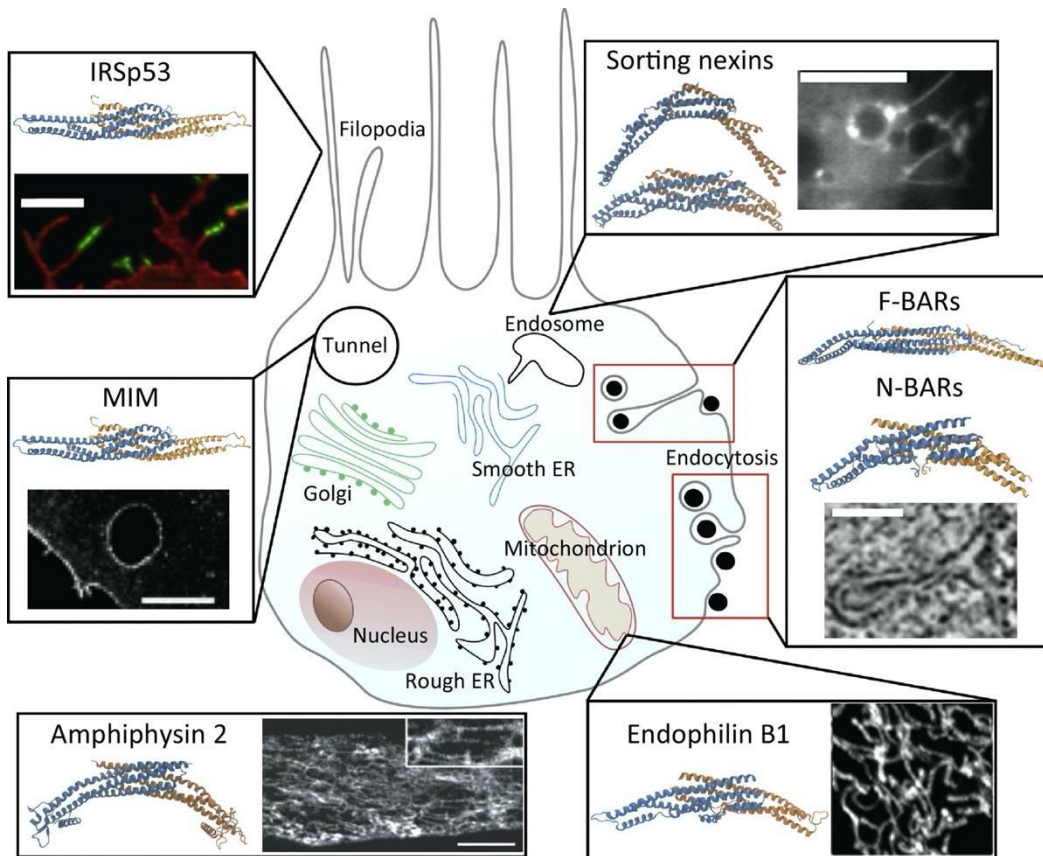 IRSp53
Filopodia
Sorting nexins
Endosome
F-BARs
N-BARs
Tunnel
MIM
Smooth ER
Golgi
Endocytosis
Mitochondrion
Nucleus
Rough ER
Amphiphysin 2
Endophilin B1